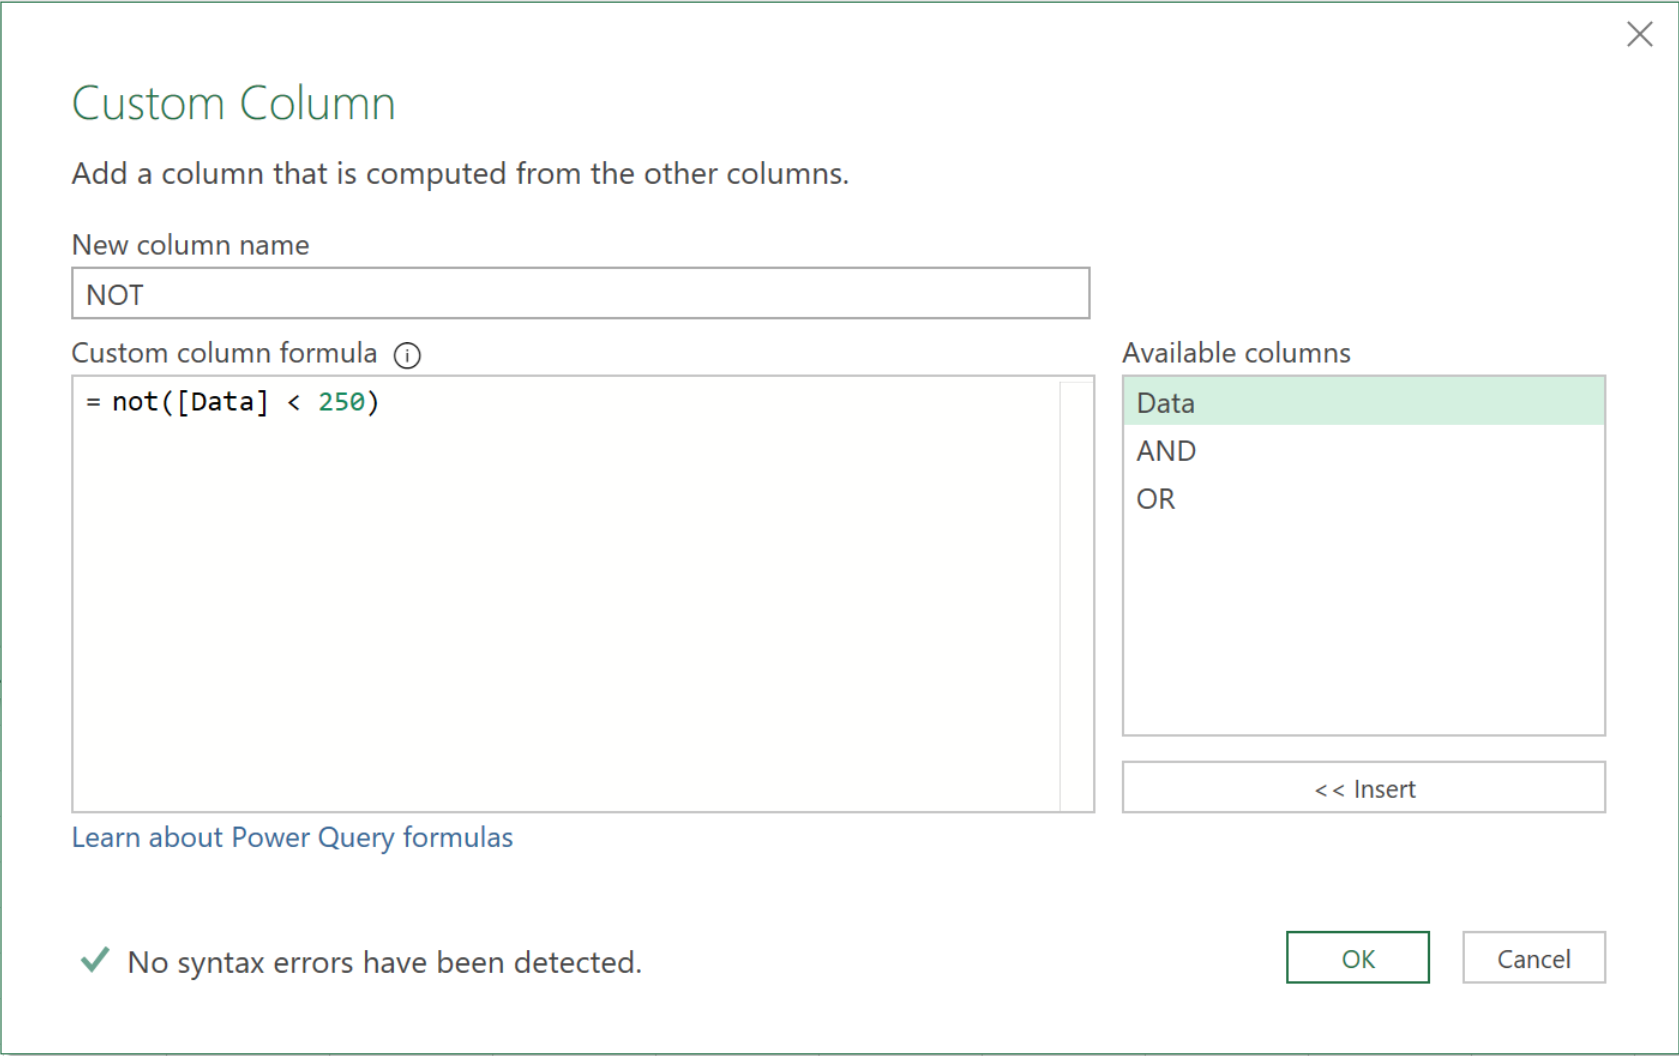 Custom Column
Add a column that is computed from the other columns.
New column name
NOT
Custom column formula
= not([Data] < 250)
Available columns
Data
AND
OR
<< Insert
Learn about Power Query formulas
No syntax errors have been detected.
OK
Cancel